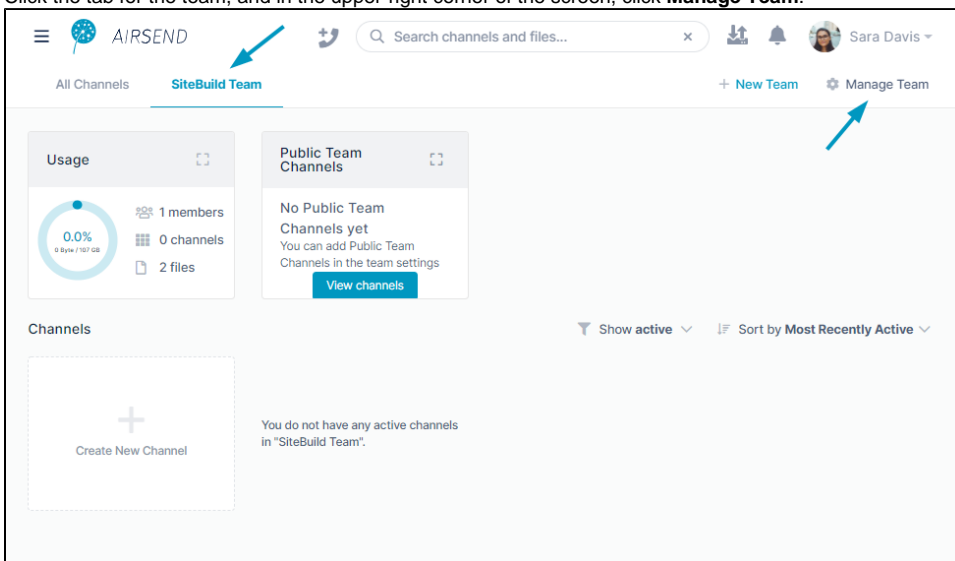 Click the tab for the team, and in the upper right corner of the screen, click Manage Team.
AIRSEND
Search channels and files...
×
Sara Davis
All Channels
SiteBuild Team
+ New Team
Manage Team
Usage
0.0%
0 Byte / 107 GB
1 members
0 channels
2 files
Public Team
Channels
No Public Team
Channels yet
You can add Public Team
Channels in the team settings
View channels
Channels
Show active
Sort by Most Recently Active
Create New Channel
You do not have any active channels
in "SiteBuild Team".